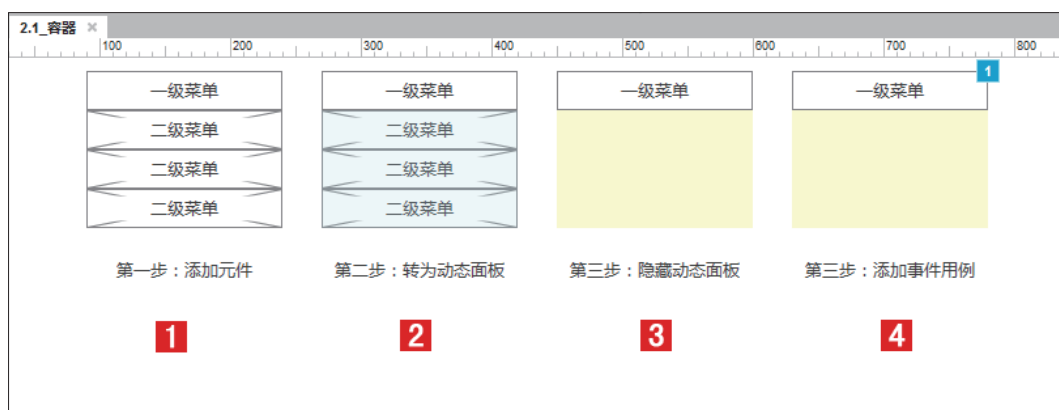 2.1_容器 ×
100 200 300 400 500 600 700 800
一级菜单 一级菜单 一级菜单 一级菜单 1
二级菜单 二级菜单
二级菜单 二级菜单
二级菜单 二级菜单
第一步：添加元件 第二步：转为动态面板 第三步：隐藏动态面板 第三步：添加事件用例
1 2 3 4